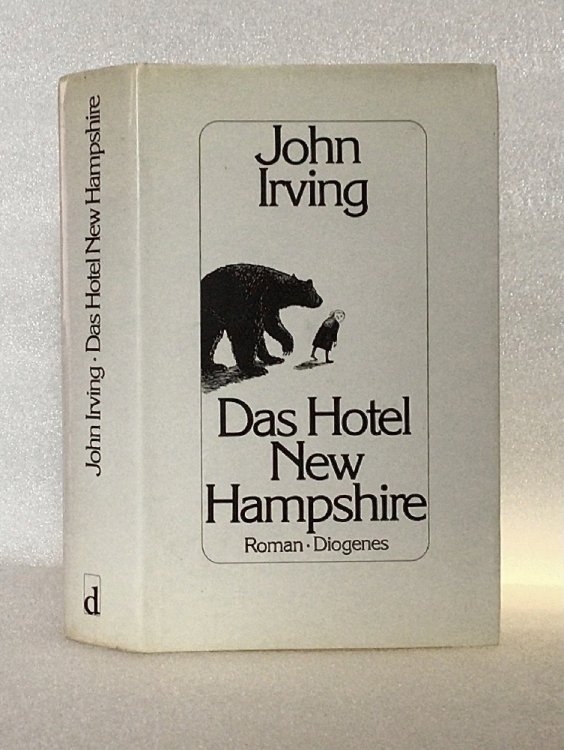 John Irving · Das Hotel New Hampshire
d
John
Irving
Das Hotel
New
Hampshire
Roman · Diogenes